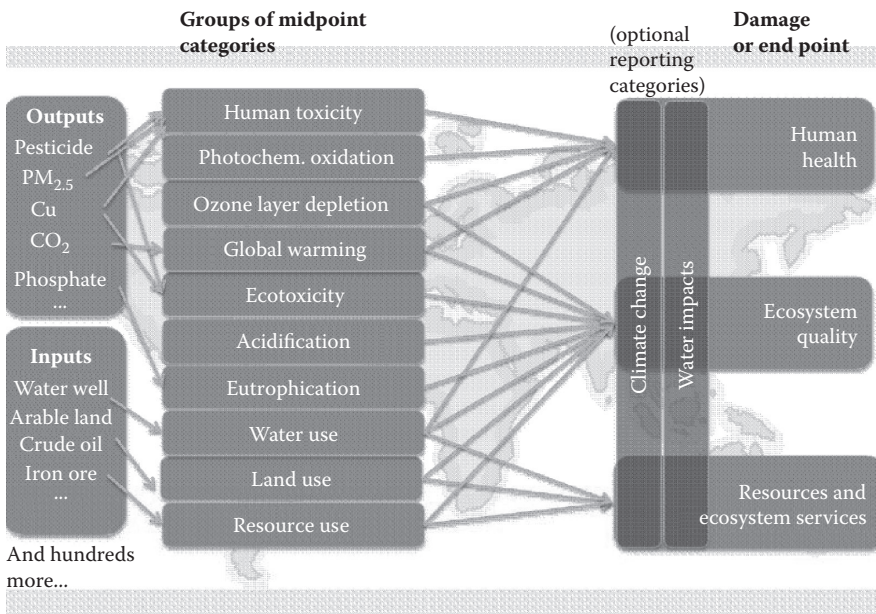 Groups of midpoint
categories
(optional
reporting
categories)
Damage
or end point
Outputs
Pesticide
PM2.5
Cu
CO2
Phosphate
...
Inputs
Water well
Arable land
Crude oil
Iron ore
...
And hundreds
more...
Human toxicity
Photochem. oxidation
Ozone layer depletion
Global warming
Ecotoxicity
Acidification
Eutrophication
Water use
Land use
Resource use
Climate change
Water impacts
Human
health
Ecosystem
quality
Resources and
ecosystem services